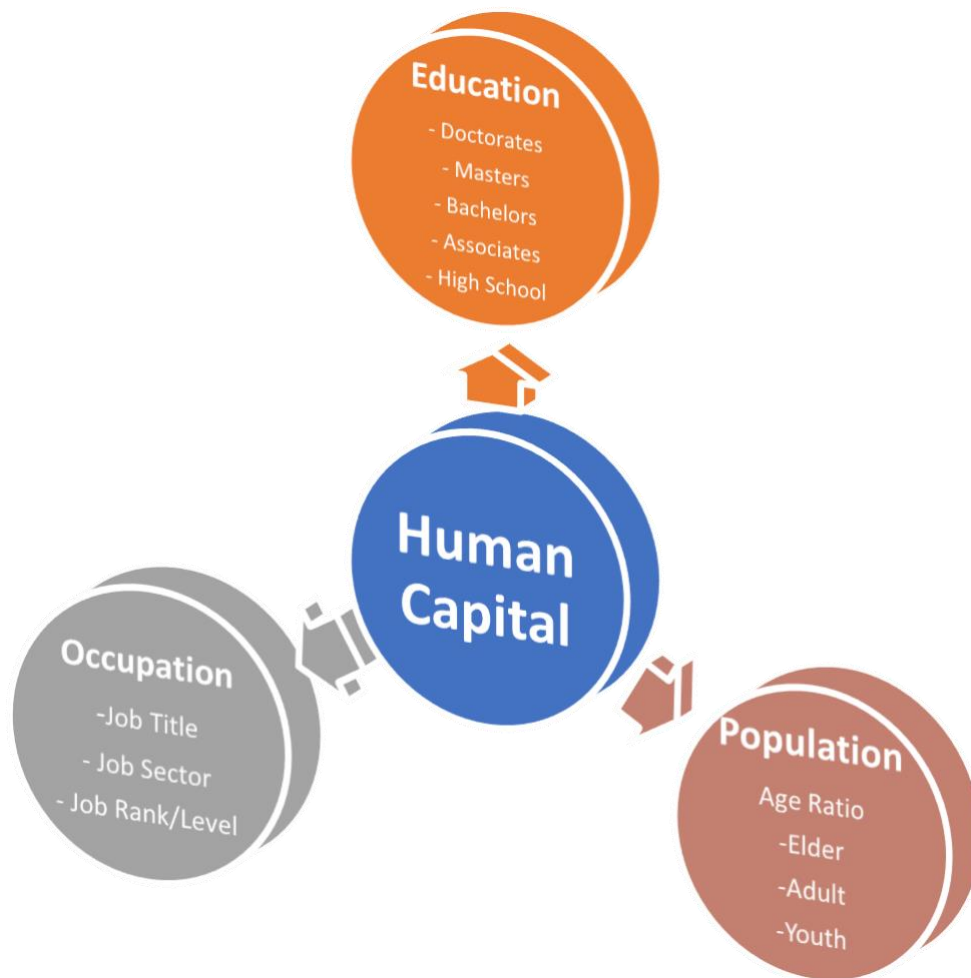 Education
- Doctorates
- Masters
- Bachelors
- Associates
- High School
Human
Capital
Occupation
-Job Title
- Job Sector
- Job Rank/Level
Population
Age Ratio
-Elder
-Adult
-Youth